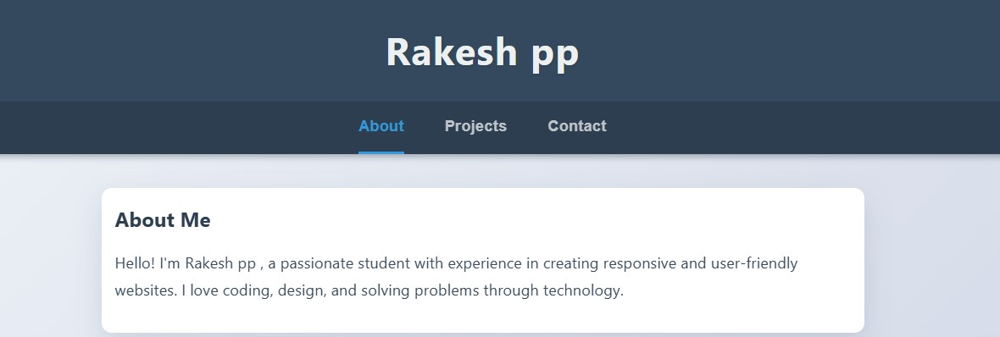 Rakesh pp
About Projects Contact
About Me
Hello! I'm Rakesh pp , a passionate student with experience in creating responsive and user-friendly
websites. I love coding, design, and solving problems through technology.